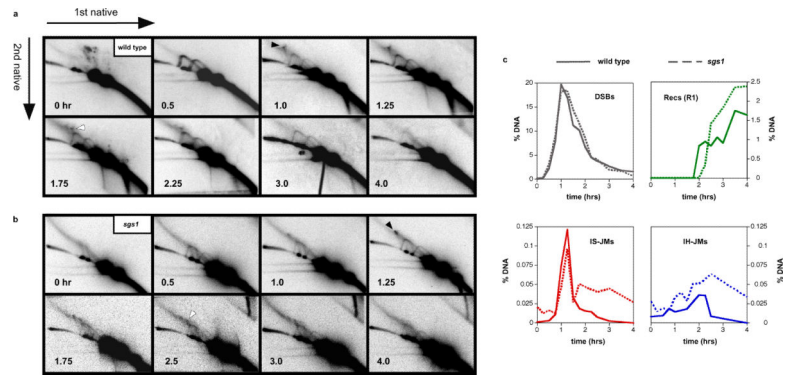 a
1st native
2nd native
wild type
0 hr
0.5
1.0
1.25
1.75
2.25
3.0
4.0
b
sgs1
0 hr
0.5
1.0
1.25
1.75
2.5
3.0
4.0
c
wild type
sgs1
DSBs
% DNA
20
15
10
5
0
0 1 2 3 4
time (hrs)
Recs (R1)
2.5
2
1.5
1
0.5
0
% DNA
0 1 2 3 4
time (hrs)
IS-JMs
% DNA
0.125
0.1
0.075
0.05
0.025
0
0 1 2 3 4
time (hrs)
IH-JMs
0.125
0.1
0.075
0.05
0.025
0
% DNA
0 1 2 3 4
time (hrs)